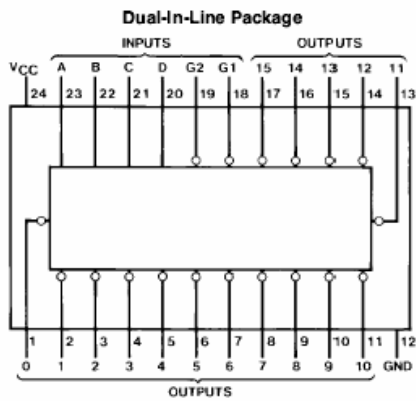 Dual-In-Line Package
INPUTS OUTPUTS
VCC A B C D G2 G1 15 14 13 12 11
24 23 22 21 20 19 18 17 16 15 14 13
1 2 3 4 5 6 7 8 9 10 11 12
0 1 2 3 4 5 6 7 8 9 10 GND
OUTPUTS